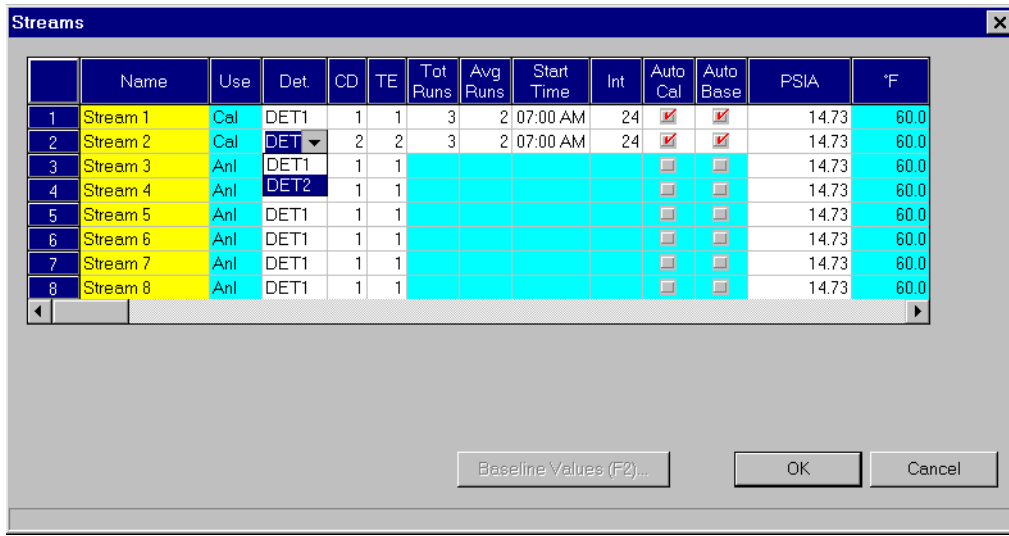 Streams
Name Use Det. CD TE Tot Runs Avg Runs Start Time Int Auto Cal Auto Base PSIA °F
1 Stream 1 Cal DET1 1 1 3 2 07:00 AM 24 14.73 60.0
2 Stream 2 Cal DET 2 2 3 2 07:00 AM 24 14.73 60.0
3 Stream 3 Anl DET1 1 1 14.73 60.0
4 Stream 4 Anl DET2 1 1 14.73 60.0
5 Stream 5 Anl DET1 1 1 14.73 60.0
6 Stream 6 Anl DET1 1 1 14.73 60.0
7 Stream 7 Anl DET1 1 1 14.73 60.0
8 Stream 8 Anl DET1 1 1 14.73 60.0
Baseline Values (F2)... OK Cancel